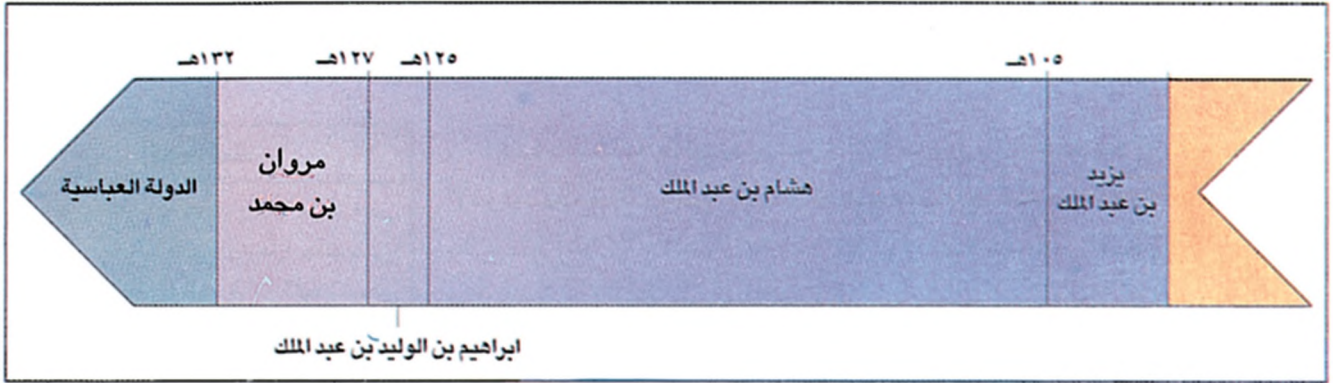 ١٠٥هـ
١٢٥هـ
١٢٧هـ
١٣٢هـ
يزيد
بن عبد الملك
هشام بن عبد الملك
مروان
بن محمد
الدولة العباسية
ابراهيم بن الوليد بن عبد الملك